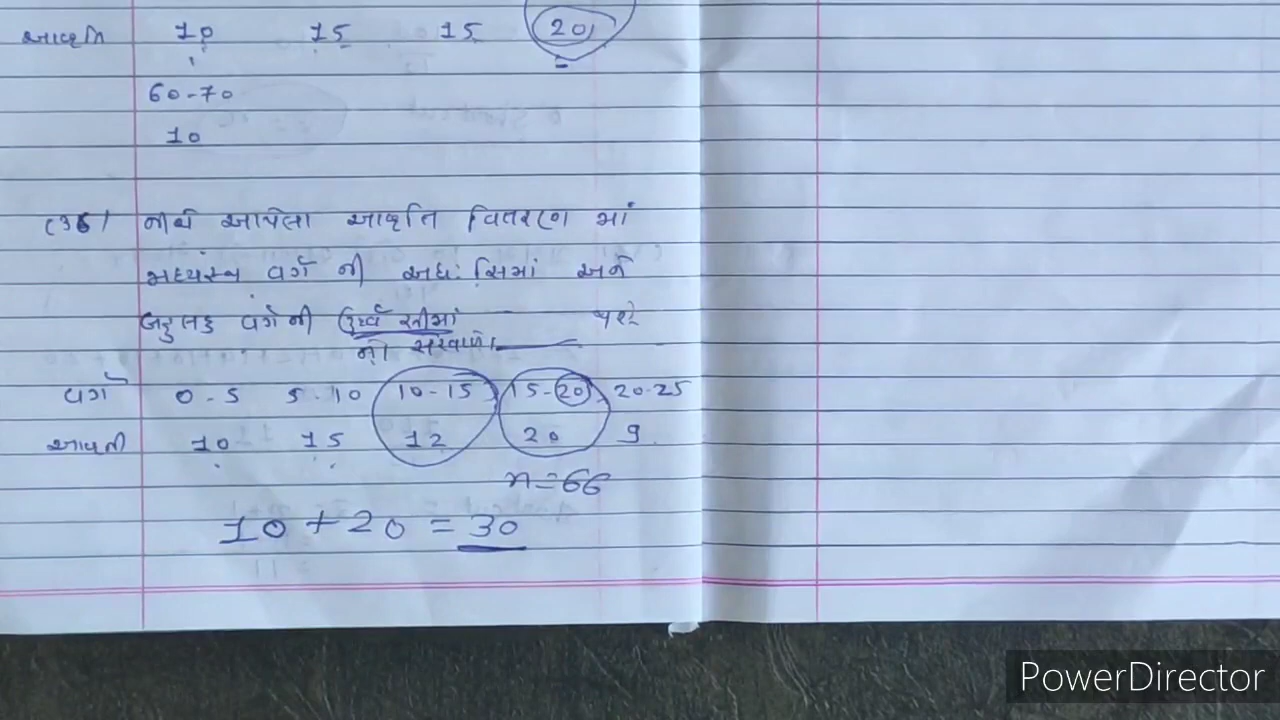 આવૃત્તિ 10 15 15 20
60-70
10
(36) નીચે આપેલા આવૃત્તિ વિતરણ માં
મધ્યસ્થ વર્ગ ની અધઃ સિમાં અને
બહુલક વર્ગની ઉર્ધ્વ સીમાં થશે
નો સરવાળો
વર્ગ 0-5 5-10 10-15 15-20 20-25
આવૃતી 10 15 12 20 9
n=66
10+20=30
PowerDirector